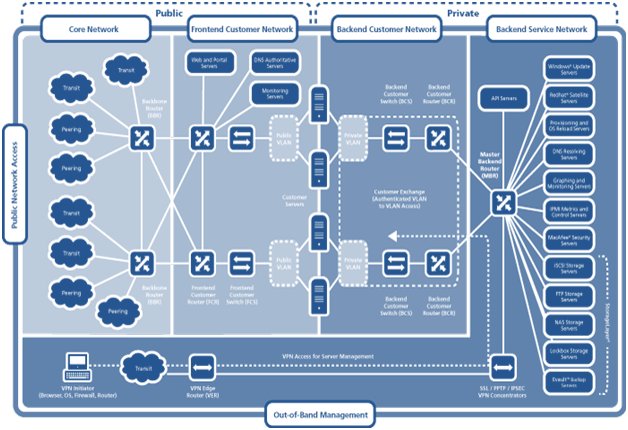 Public
Private
Core Network
Frontend Customer Network
Backend Customer Network
Backend Service Network
Public Network Access
Transit
Transit
Peering
Peering
Transit
Transit
Peering
Peering
Backbone
Router
(BBR)
Backbone
Router
(BBR)
Web and Portal
Servers
DNS Authoritative
Servers
Monitoring
Servers
Public
VLAN
Public
VLAN
Frontend
Customer
Router (FCR)
Frontend
Customer
Switch (FCS)
Customer
Servers
Private
VLAN
Private
VLAN
Backend
Customer
Switch (BCS)
Backend
Customer
Router (BCR)
Customer Exchange
(Authenticated VLAN
to VLAN Access)
Backend
Customer
Switch (BCS)
Backend
Customer
Router (BCR)
API Servers
Master
Backend
Router
(MBR)
Windows® Update
Servers
RedHat® Satellite
Servers
Provisioning and
OS Reload Servers
DNS Resolving
Servers
Graphing and
Monitoring Servers
IPMI Metrics and
Control Servers
McAfee® Security
Servers
iSCSI Storage
Servers
FTP Storage
Servers
NAS Storage
Servers
Lockbox Storage
Servers
Evault® Backup
Servers
StorageLayer®
VPN Access for Server Management
VPN Initiator
(Browser, OS, Firewall, Router)
Transit
VPN Edge
Router (VER)
SSL / PPTP / IPSEC
VPN Concentrators
Out-of-Band Management